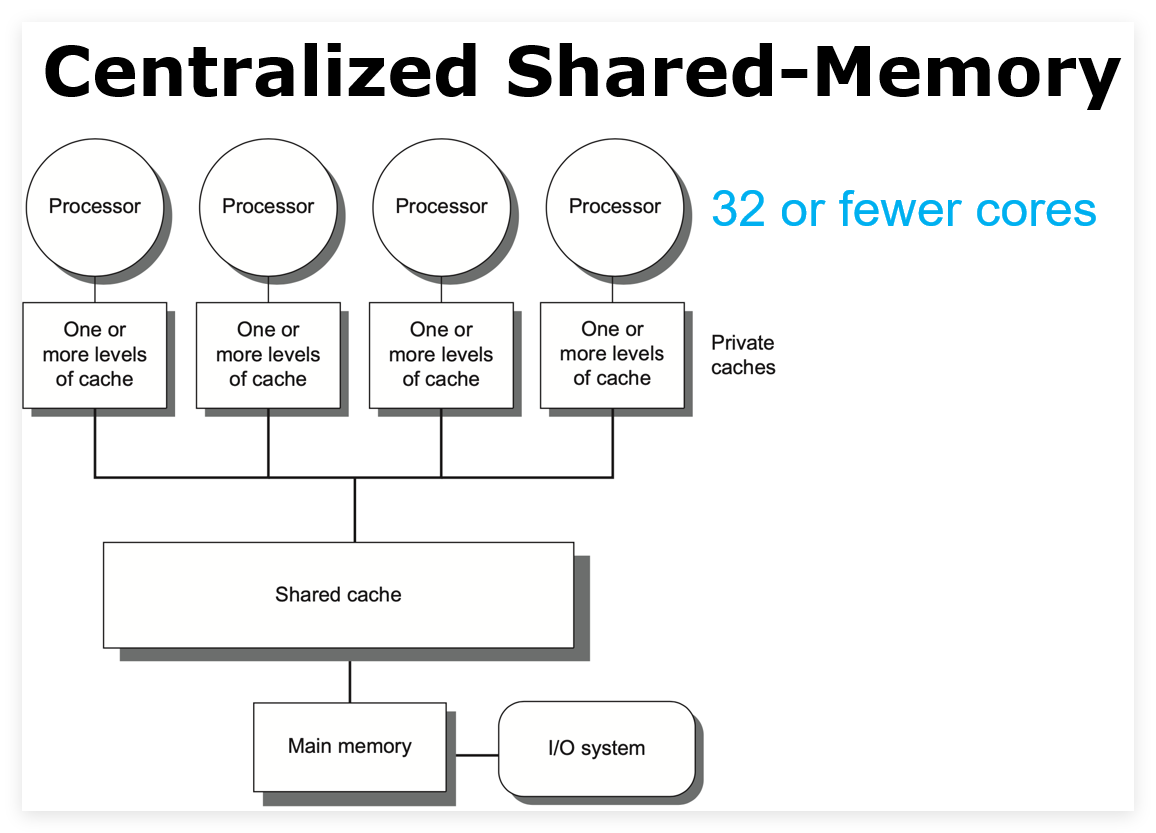 Centralized Shared-Memory
Processor
Processor
Processor
Processor
32 or fewer cores
One or
more levels
of cache
One or
more levels
of cache
One or
more levels
of cache
One or
more levels
of cache
Private
caches
Shared cache
Main memory
I/O system